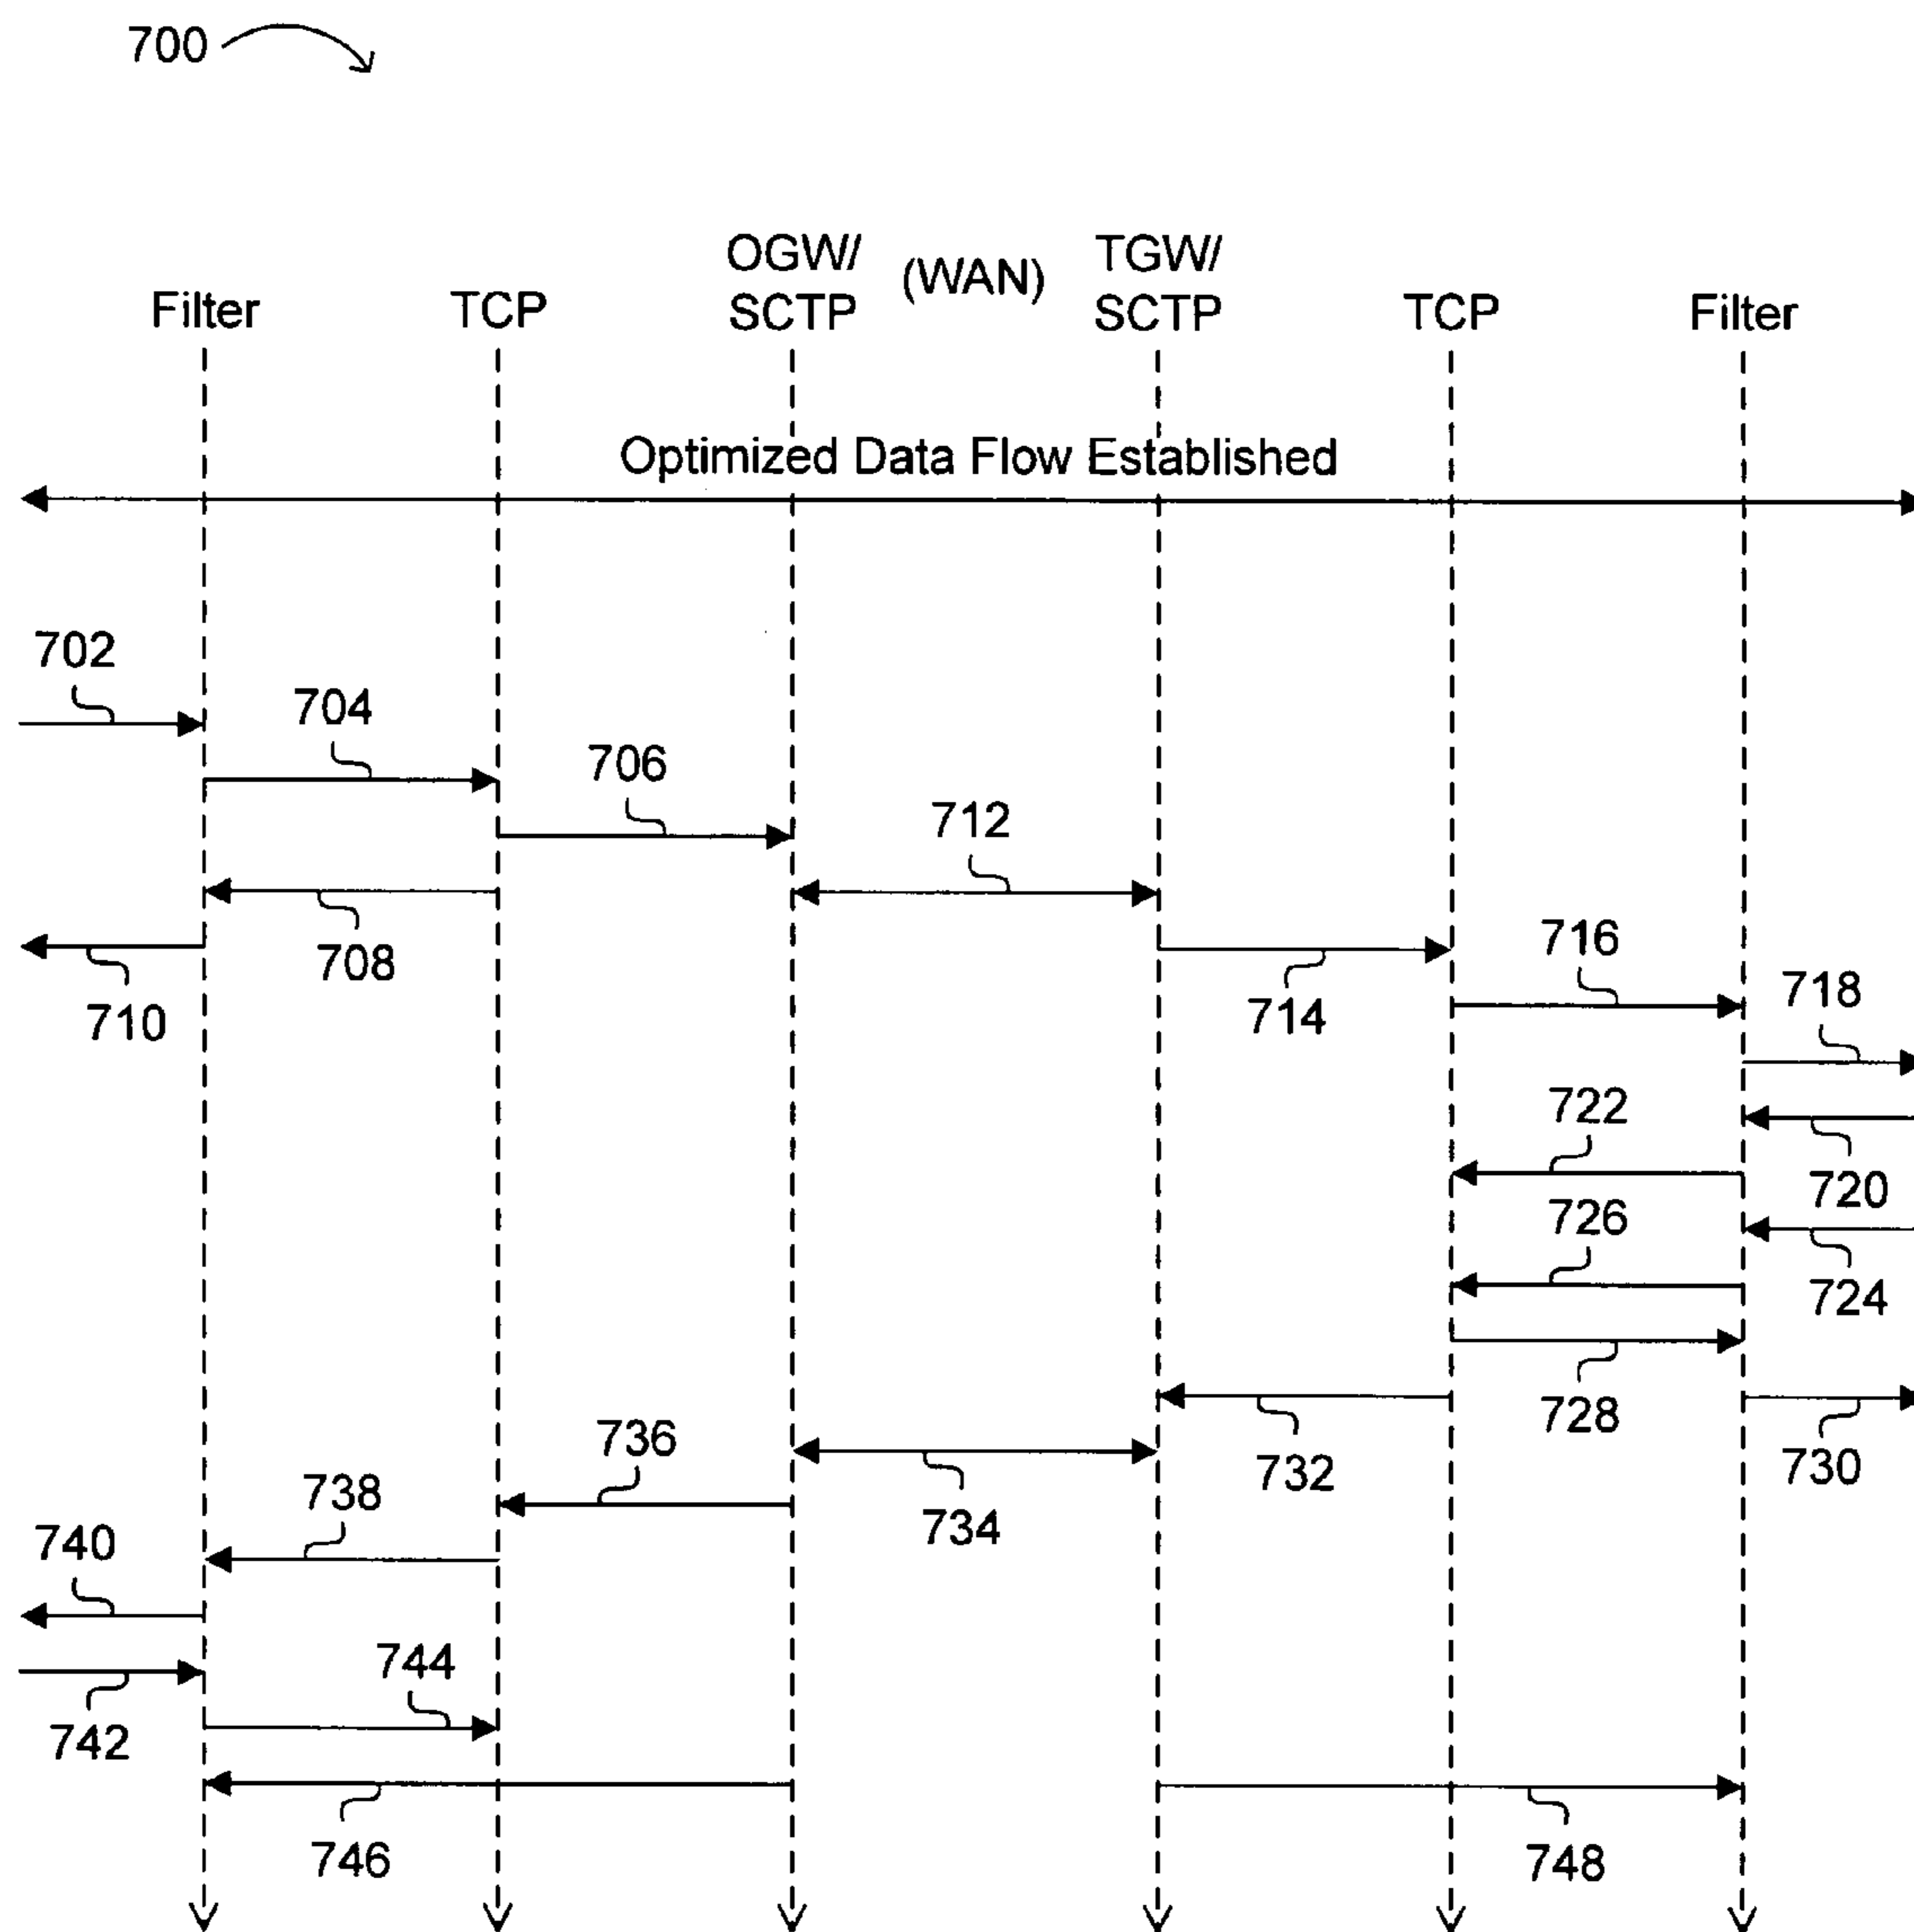 700
OGW/
SCTP
(WAN)
TGW/
SCTP
Filter
TCP
TCP
Filter
Optimized Data Flow Established
702
704
706
712
708
716
710
714
718
722
720
726
724
728
736
732
730
738
734
740
744
742
746
748